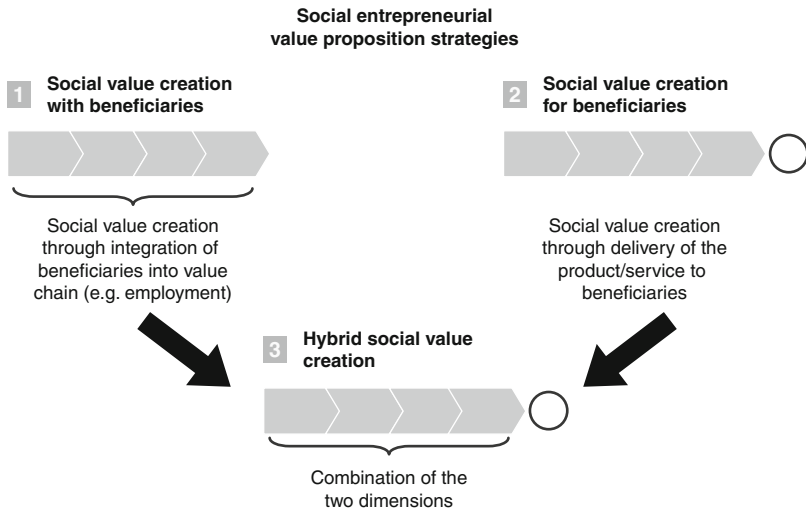 Social entrepreneurial
value proposition strategies
1
Social value creation
with beneficiaries
Social value creation
through integration of
beneficiaries into value
chain (e.g. employment)
2
Social value creation
for beneficiaries
Social value creation
through delivery of the
product/service to
beneficiaries
3
Hybrid social value
creation
Combination of the
two dimensions